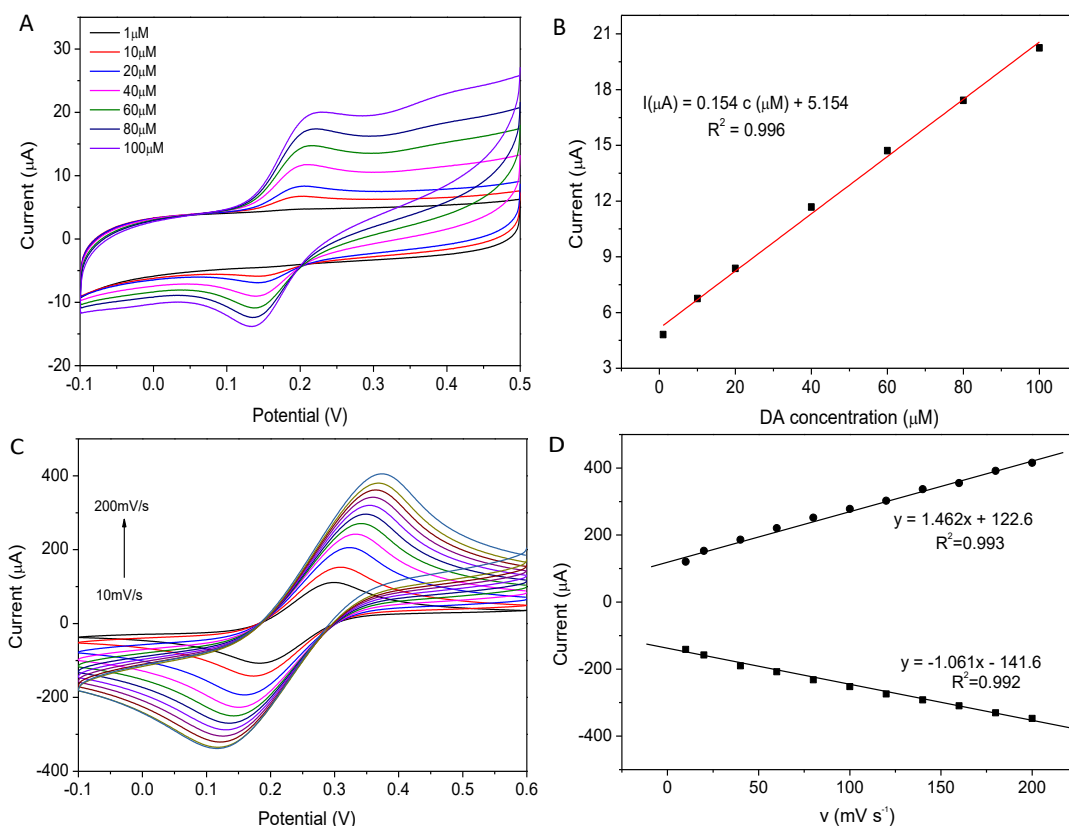 A
1μM
10μM
20μM
40μM
60μM
80μM
100μM
30
20
10
0
-10
-20
Current (μA)
-0.1 0.0 0.1 0.2 0.3 0.4 0.5
Potential (V)
B
I(μA) = 0.154 c (μM) + 5.154
R² = 0.996
21
18
15
12
9
6
3
Current (μA)
0 20 40 60 80 100
DA concentration (μM)
C
200mV/s
10mV/s
400
200
0
-200
-400
Current (μA)
-0.1 0.0 0.1 0.2 0.3 0.4 0.5 0.6
Potential (V)
D
y = 1.462x + 122.6
R²=0.993
y = -1.061x - 141.6
R²=0.992
400
200
0
-200
-400
Current (μA)
0 50 100 150 200
v (mV s⁻¹)